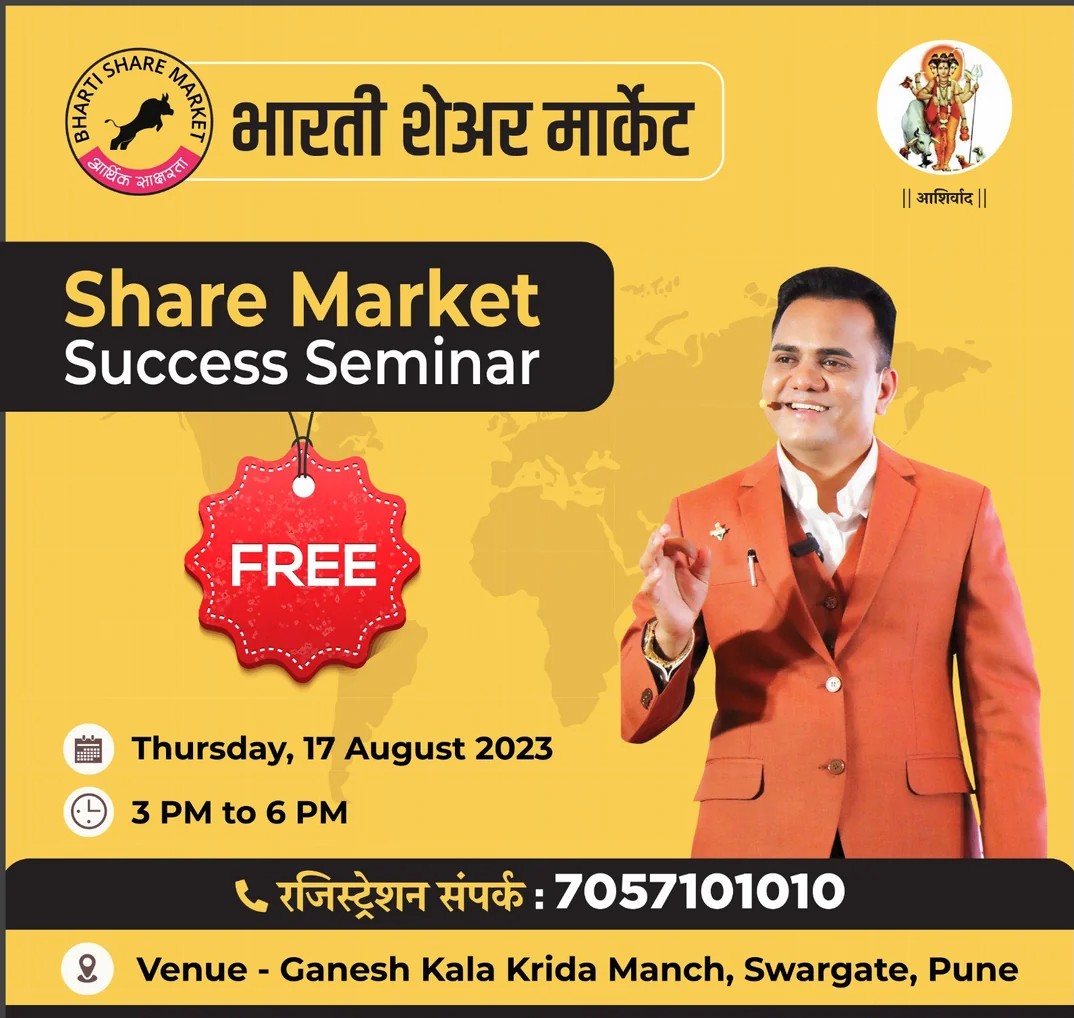 BHARTI SHARE MARKET
आर्थिक साक्षरता
भारती शेअर मार्केट
|| आशिर्वाद ||
Share Market
Success Seminar
FREE
Thursday, 17 August 2023
3 PM to 6 PM
रजिस्ट्रेशन संपर्क : 7057101010
Venue - Ganesh Kala Krida Manch, Swargate, Pune